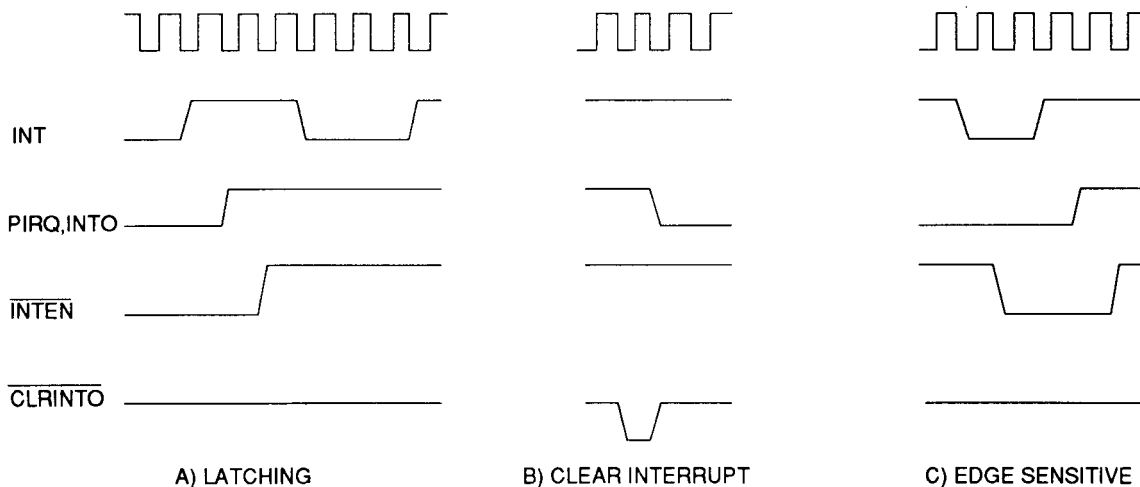 INT
PIRQ,INTO
INTEN
CLRINTO
A) LATCHING
B) CLEAR INTERRUPT
C) EDGE SENSITIVE